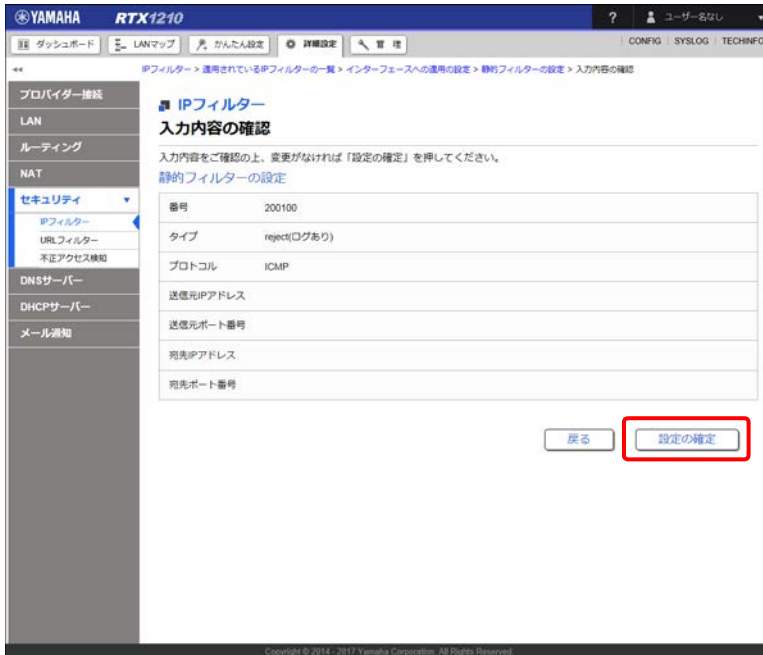 YAMAHA RTX1210 ? ユーザー名なし
ダッシュボード LANマップ かんたん設定 詳細設定 管理 CONFIG SYSLOG TECHINFO
IPフィルター > 適用されているIPフィルターの一覧 > インターフェースへの適用の設定 > 静的フィルターの設定 > 入力内容の確認
プロバイダー接続
LAN
ルーティング
NAT
セキュリティ
IPフィルター
URLフィルター
不正アクセス検知
DNSサーバー
DHCPサーバー
メール通知
IPフィルター
入力内容の確認
入力内容をご確認の上、変更がなければ「設定の確定」を押してください。
静的フィルターの設定
番号 200100
タイプ reject(ログあり)
プロトコル ICMP
送信元IPアドレス
送信元ポート番号
宛先IPアドレス
宛先ポート番号
戻る 設定の確定
Copyright © 2014 - 2017 Yamaha Corporation. All Rights Reserved.